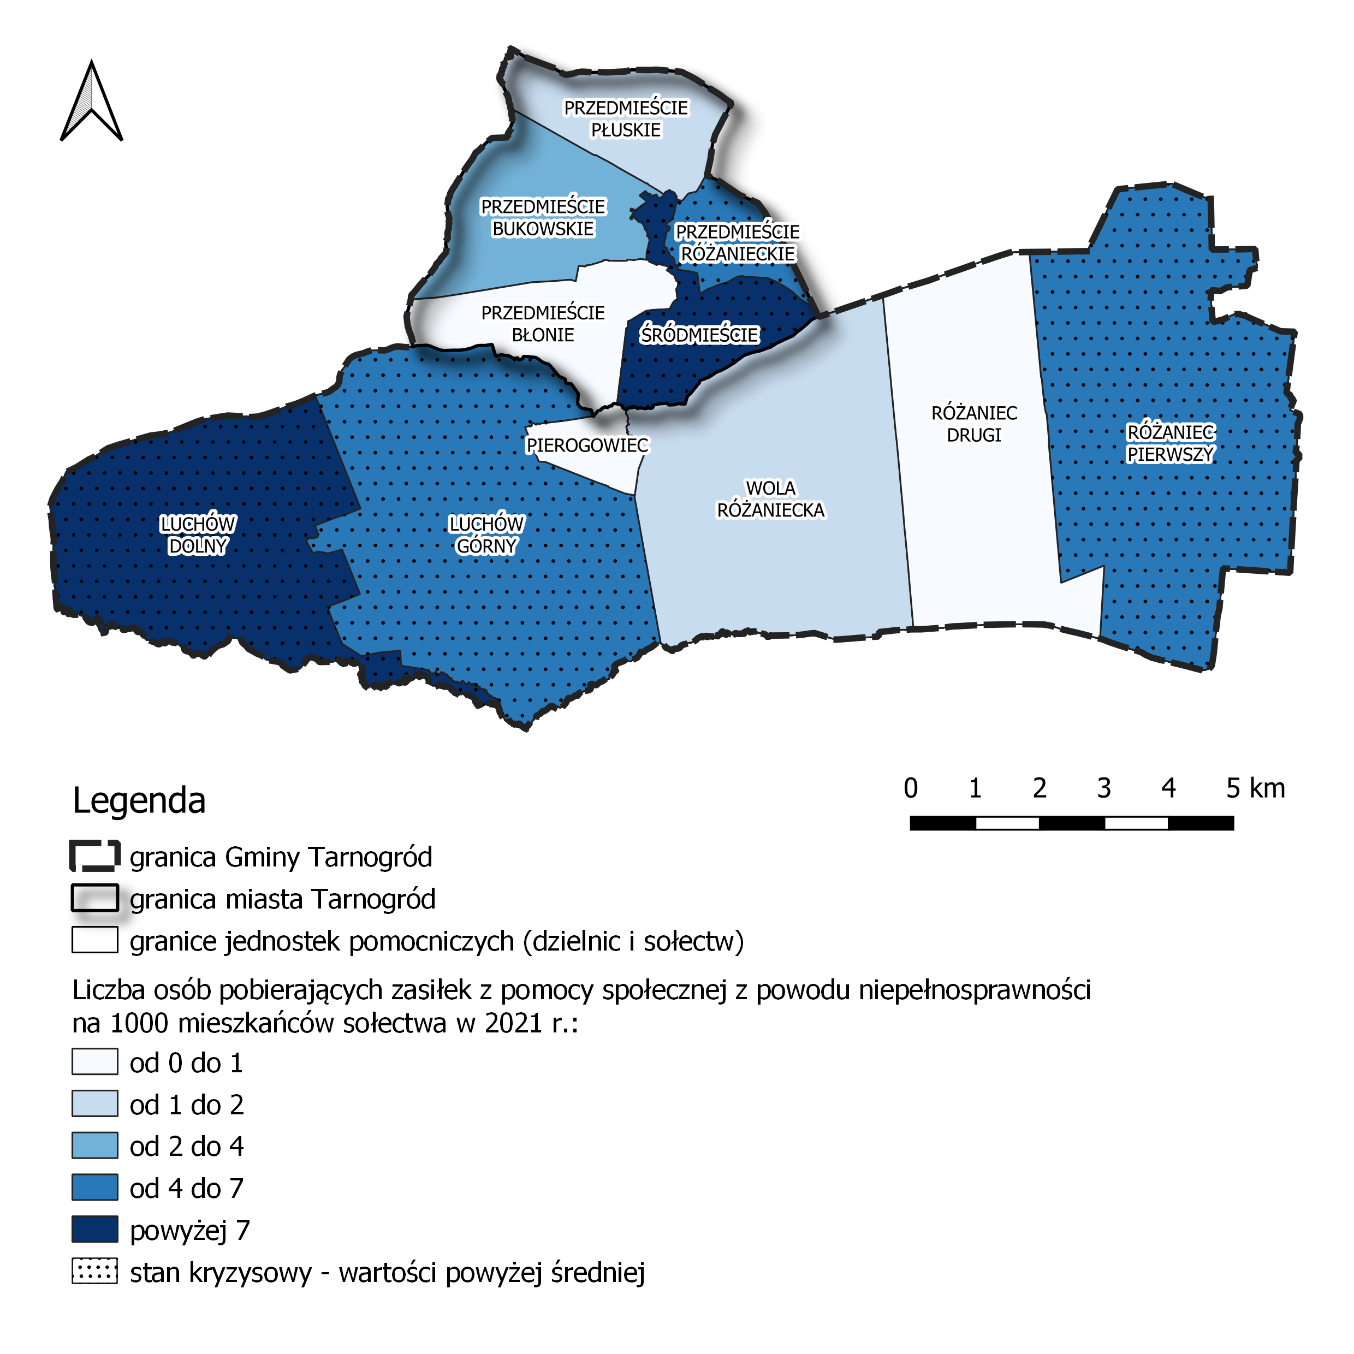 PRZEDMIEŚCIE
PŁUSKIE
PRZEDMIEŚCIE
BUKOWSKIE
PRZEDMIEŚCIE
RÓŻANIECKIE
PRZEDMIEŚCIE
BŁONIE
ŚRÓDMIEŚCIE
RÓŻANIEC
DRUGI
RÓŻANIEC
PIERWSZY
PIEROGOWIEC
WOLA
RÓŻANIECKA
LUCHÓW
DOLNY
LUCHÓW
GÓRNY
0 1 2 3 4 5 km
Legenda
granica Gminy Tarnogród
granica miasta Tarnogród
granice jednostek pomocniczych (dzielnic i sołectw)
Liczba osób pobierających zasiłek z pomocy społecznej z powodu niepełnosprawności
na 1000 mieszkańców sołectwa w 2021 r.:
od 0 do 1
od 1 do 2
od 2 do 4
od 4 do 7
powyżej 7
stan kryzysowy - wartości powyżej średniej